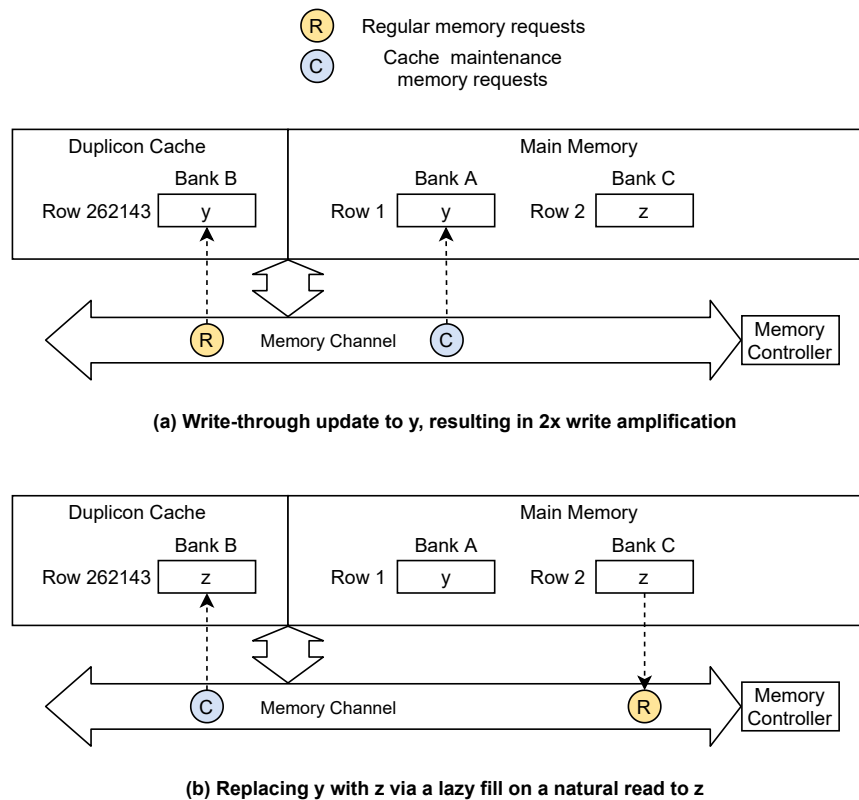 R Regular memory requests
C Cache maintenance
memory requests
Duplicon Cache Main Memory
Bank B Bank A Bank C
Row 262143 y Row 1 y Row 2 z
R Memory Channel C Memory
Controller
(a) Write-through update to y, resulting in 2x write amplification
Duplicon Cache Main Memory
Bank B Bank A Bank C
Row 262143 z Row 1 y Row 2 z
C Memory Channel R Memory
Controller
(b) Replacing y with z via a lazy fill on a natural read to z